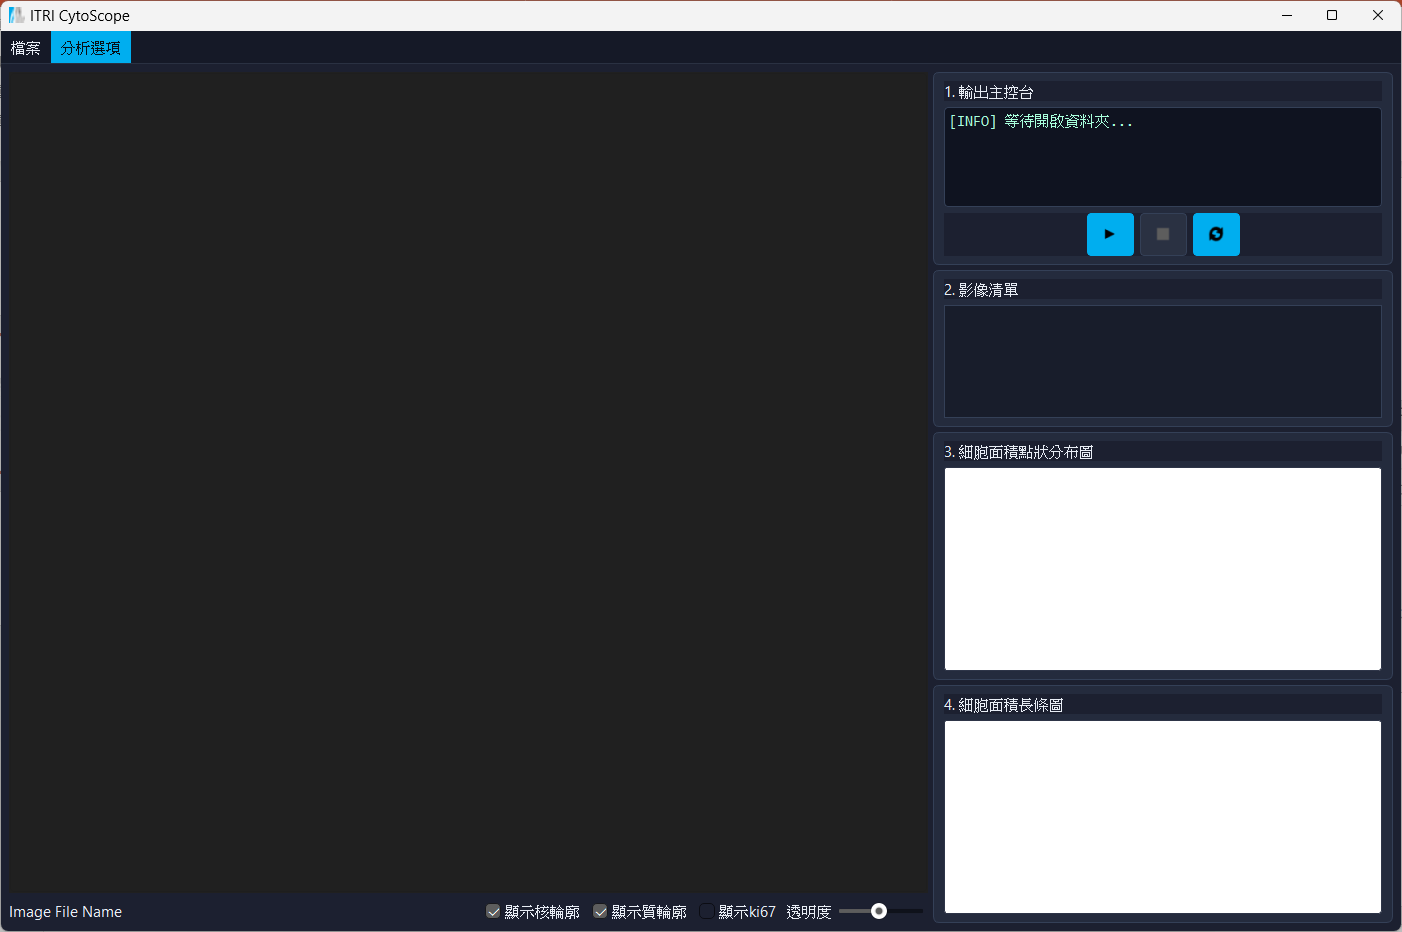 ITRI CytoScope
檔案 分析選項
1. 輸出主控台
[INFO] 等待開啟資料夾...
2. 影像清單
3. 細胞面積點狀分布圖
4. 細胞面積長條圖
Image File Name 顯示核輪廓 顯示質輪廓 顯示ki67 透明度